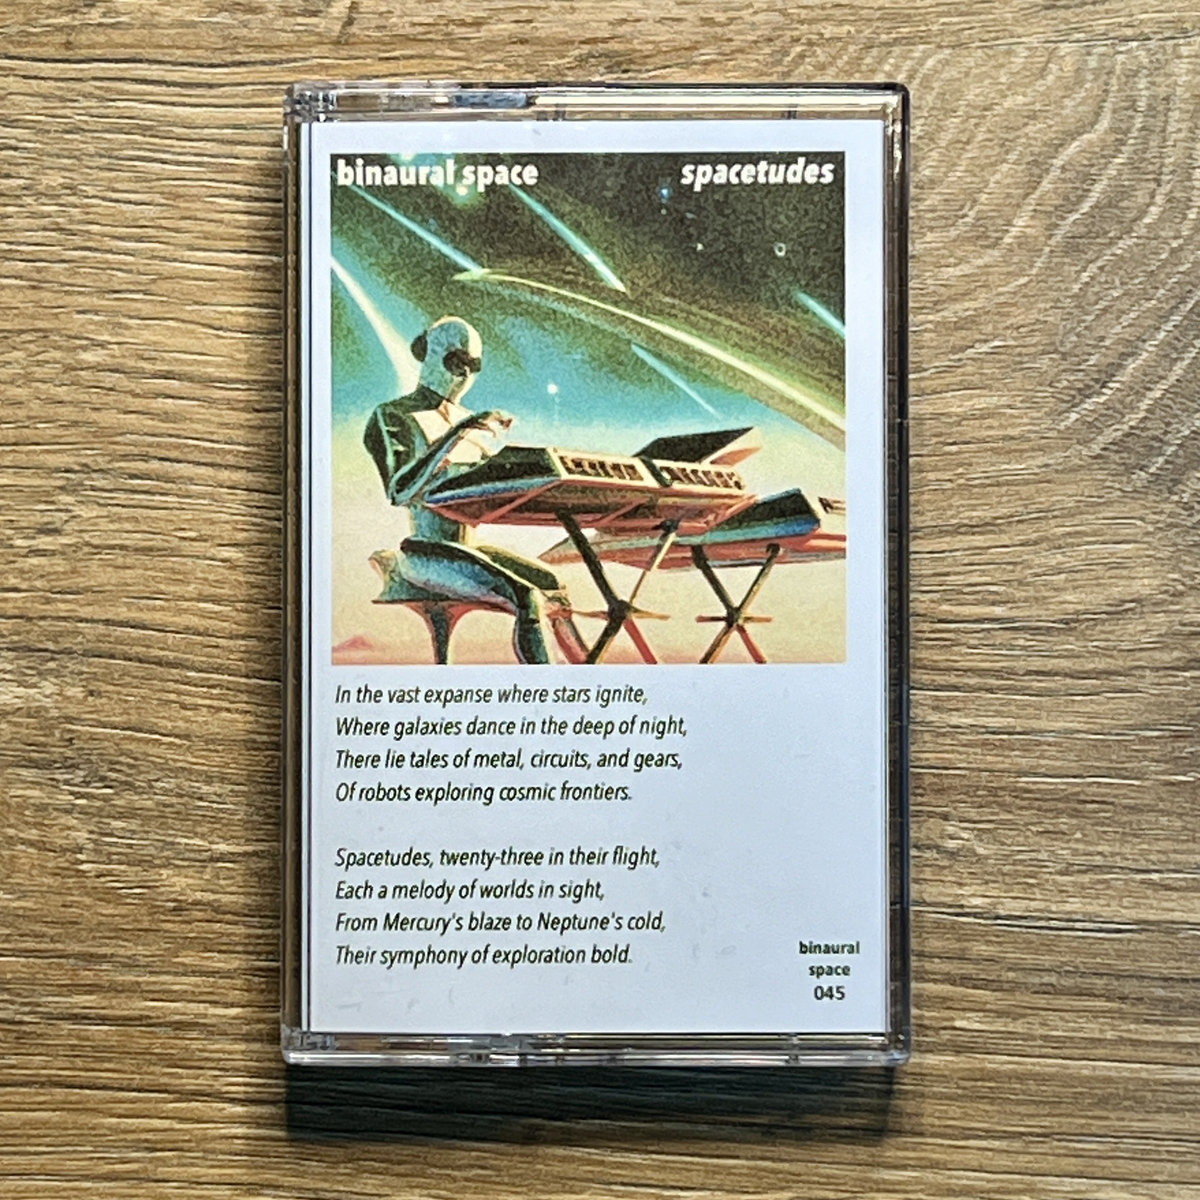 binaural space
spacetudes
In the vast expanse where stars ignite,
Where galaxies dance in the deep of night,
There lie tales of metal, circuits, and gears,
Of robots exploring cosmic frontiers.
Spacetudes, twenty-three in their flight,
Each a melody of worlds in sight,
From Mercury's blaze to Neptune's cold,
Their symphony of exploration bold.
binaural
space
045